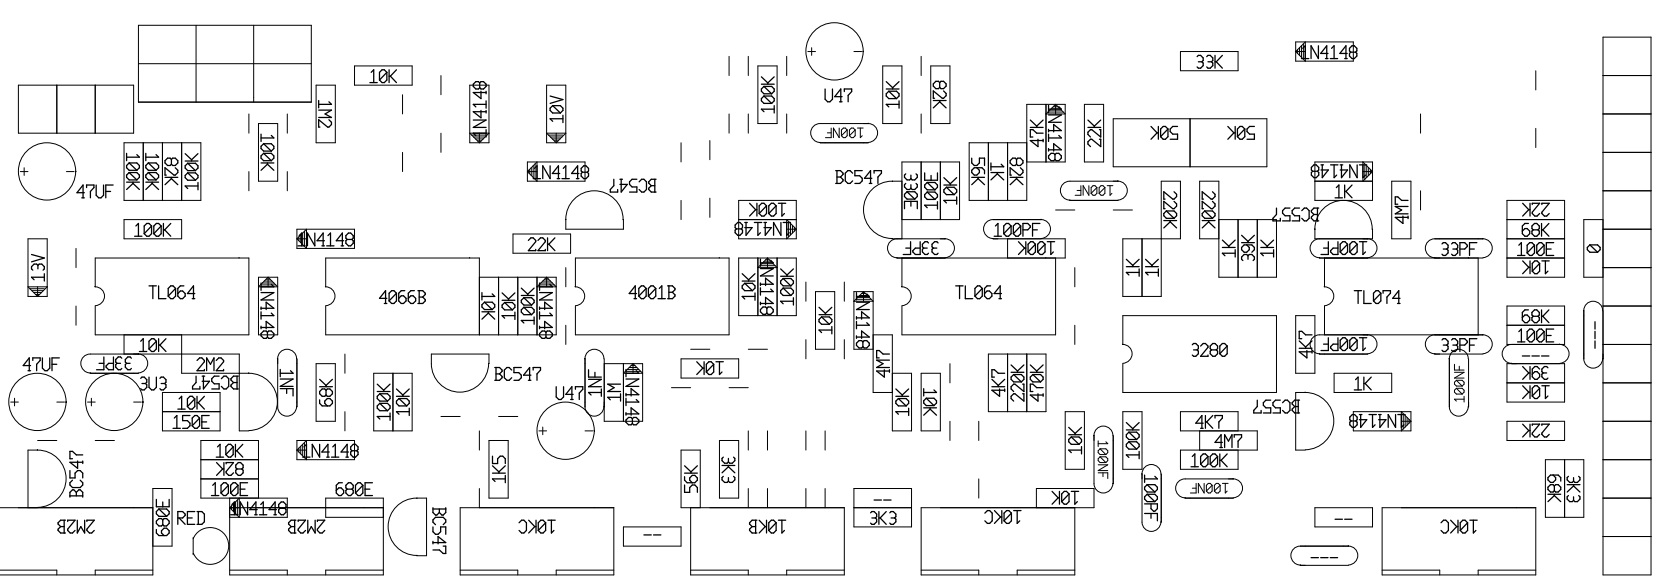 10K
1M2
1N4148
10V
100K
U47
10K
82K
33K
1N4148
100NF
47K
1N4148
22K
50K
50K
100K
100K
82K
100K
100K
47UF
1N4148
BC547
BC547
330E
100E
10K
56K
1K
82K
100NF
220K
220K
1N4148
1K
BC557
4M7
100K
1N4148
22K
100K
1N4148
100PF
33PF
100K
1K
1K
1K
39K
1K
100PF
33PF
22K
68K
100E
10K
0
13V
TL064
1N4148
4066B
10K
10K
100K
1N4148
4001B
10K
1N4148
100K
10K
1N4148
TL064
3280
4K7
TL074
68K
100E
---
39K
10K
---
10K
33PF
2M2
47UF
3U3
BC547
1NF
10K
150E
68K
100K
10K
BC547
U47
1NF
1M
1N4148
10K
4M7
10K
10K
4K7
220K
470K
100PF
33PF
1K
100NF
BC557
1N4148
22K
10K
82K
100E
1N4148
1N4148
680E
BC547
680E
RED
BC547
1K5
56K
3K3
--
3K3
--
10K
10K
100NF
100K
4K7
4M7
100K
100NF
100PF
--
---
68K
3K3
2M2B
2M2B
10KC
10KB
10KC
10KC